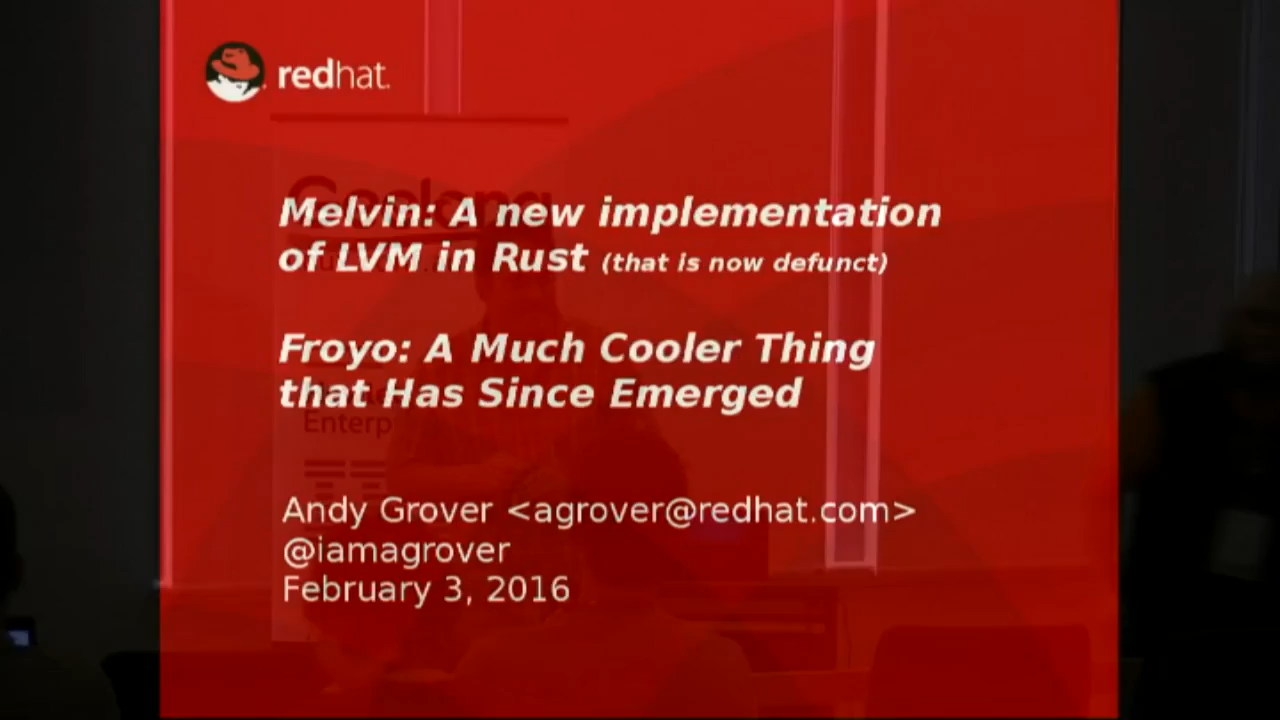 redhat.
Melvin: A new implementation
of LVM in Rust (that is now defunct)
Froyo: A Much Cooler Thing
that Has Since Emerged
Enterp
Andy Grover <agrover@redhat.com>
@iamagrover
February 3, 2016